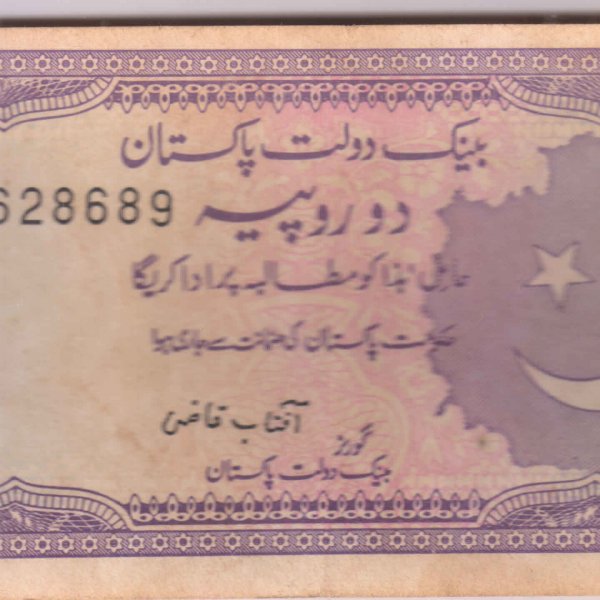 بینک دولت پاکستان
628689
دو روپیہ
حامل ہٰذا کو مطالبہ پر ادا کریگا
حکومت پاکستان کی ضمانت سے جاری ہوا
آفتاب قاضی
گورنر
بینک دولت پاکستان